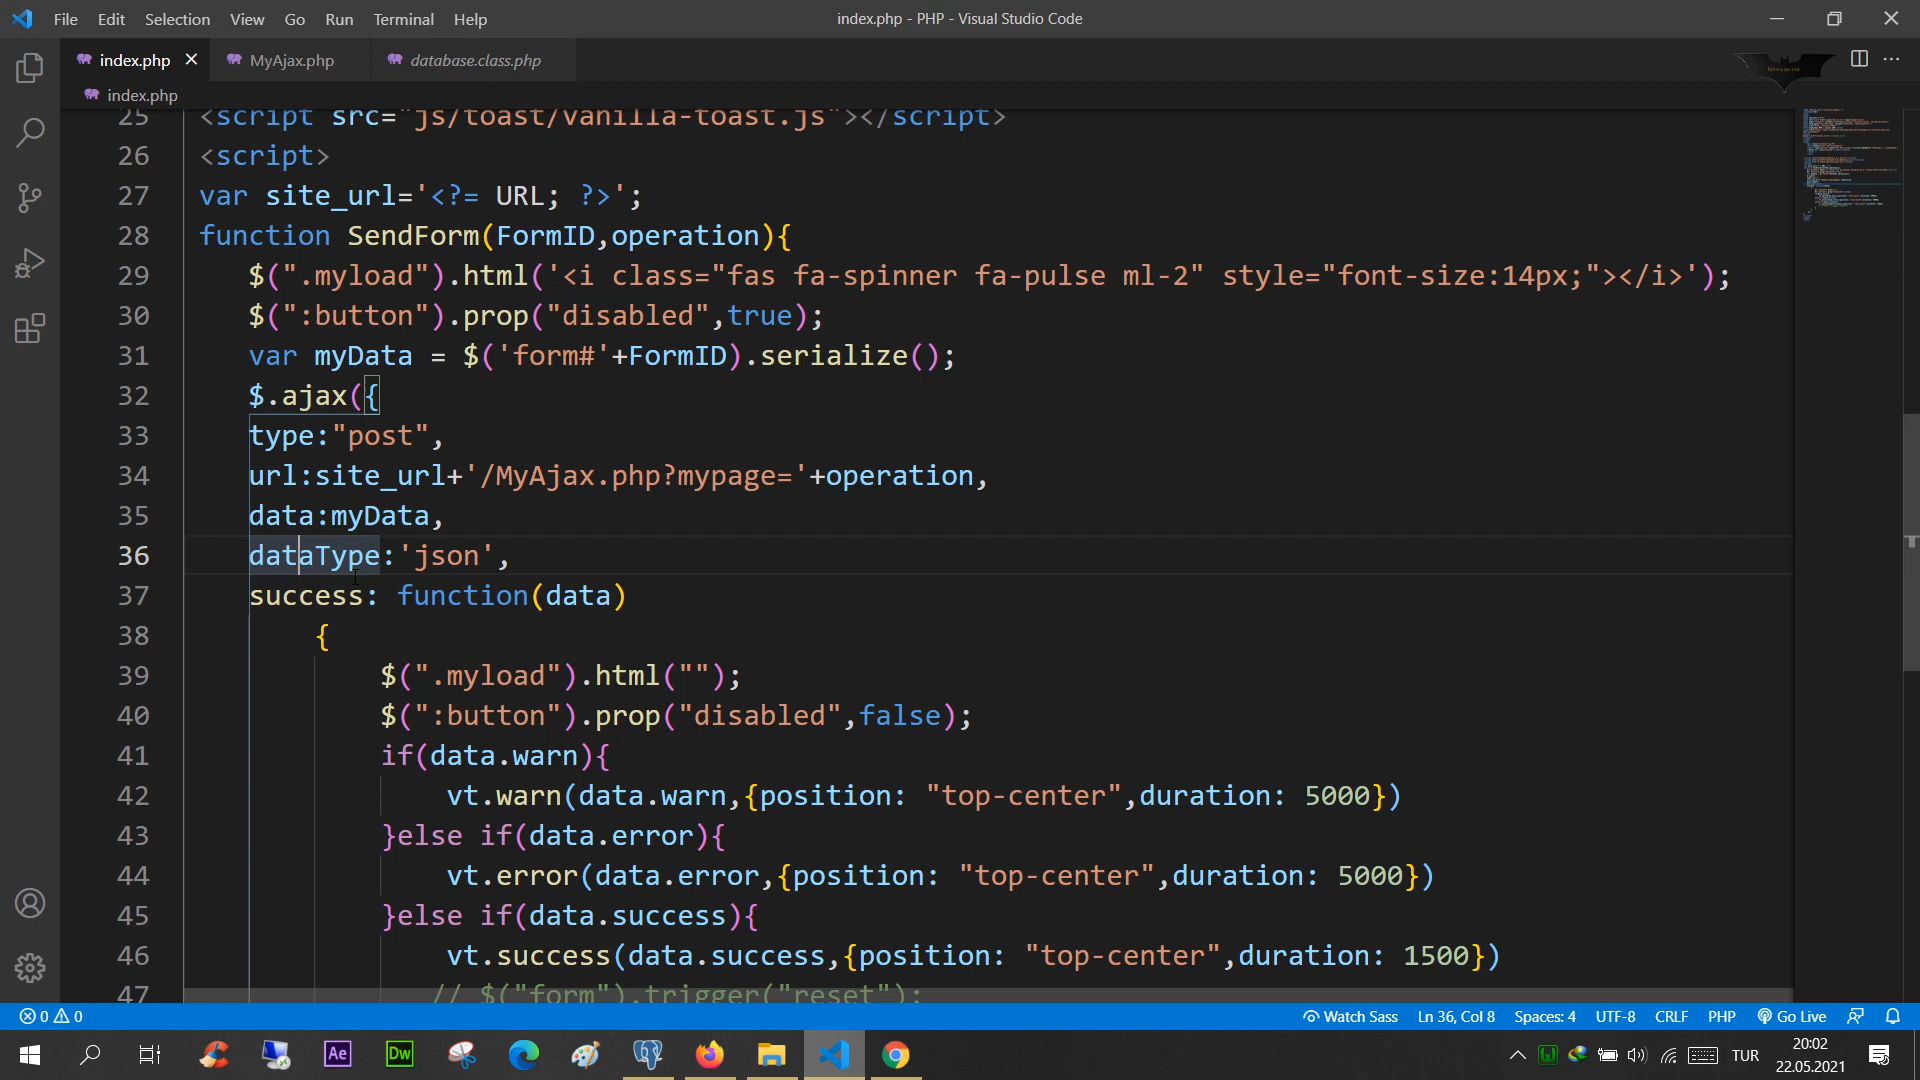 File Edit Selection View Go Run Terminal Help
index.php - PHP - Visual Studio Code
index.php
MyAjax.php
database.class.php
index.php
25 <script src="js/toast/vanilla-toast.js"></script>
26 <script>
27 var site_url='<?= URL; ?>';
28 function SendForm(FormID,operation){
29 $(".myload").html('<i class="fas fa-spinner fa-pulse ml-2" style="font-size:14px;"></i>');
30 $(":button").prop("disabled",true);
31 var myData = $('form#'+FormID).serialize();
32 $.ajax({
33 type:"post",
34 url:site_url+'/MyAjax.php?mypage='+operation,
35 data:myData,
36 dataType:'json',
37 success: function(data)
38 {
39 $(".myload").html("");
40 $(":button").prop("disabled",false);
41 if(data.warn){
42 vt.warn(data.warn,{position: "top-center",duration: 5000})
43 }else if(data.error){
44 vt.error(data.error,{position: "top-center",duration: 5000})
45 }else if(data.success){
46 vt.success(data.success,{position: "top-center",duration: 1500})
47 // $("form").trigger("reset");
0 0
Watch Sass Ln 36, Col 8 Spaces: 4 UTF-8 CRLF PHP Go Live
Ae
Dw
TUR
20:02
22.05.2021